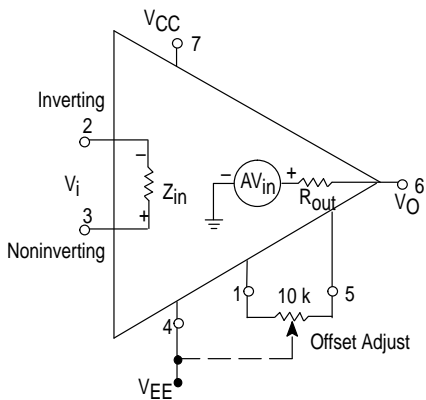 VCC
7
Inverting
2
−
Vi
Zin
3
+
Noninverting
− AVin +
Rout
6
VO
1
10 k
5
4
Offset Adjust
VEE